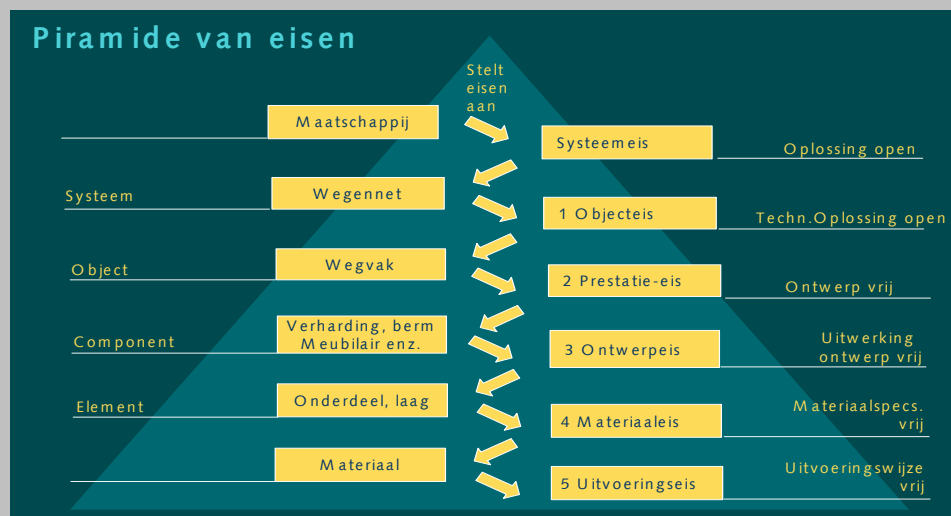 Piramide van eisen
Stelt
eisen
aan
Maatschappij
Systeemeis
Oplossing open
Systeem
Wegennet
1 Objecteis
Techn.Oplossing open
Object
Wegvak
2 Prestatie-eis
Ontwerp vrij
Component
Verharding, berm
Meubilair enz.
3 Ontwerpeis
Uitwerking
ontwerp vrij
Element
Onderdeel, laag
4 Materiaaleis
Materiaalspecs.
vrij
Materiaal
5 Uitvoeringseis
Uitvoeringswijze
vrij